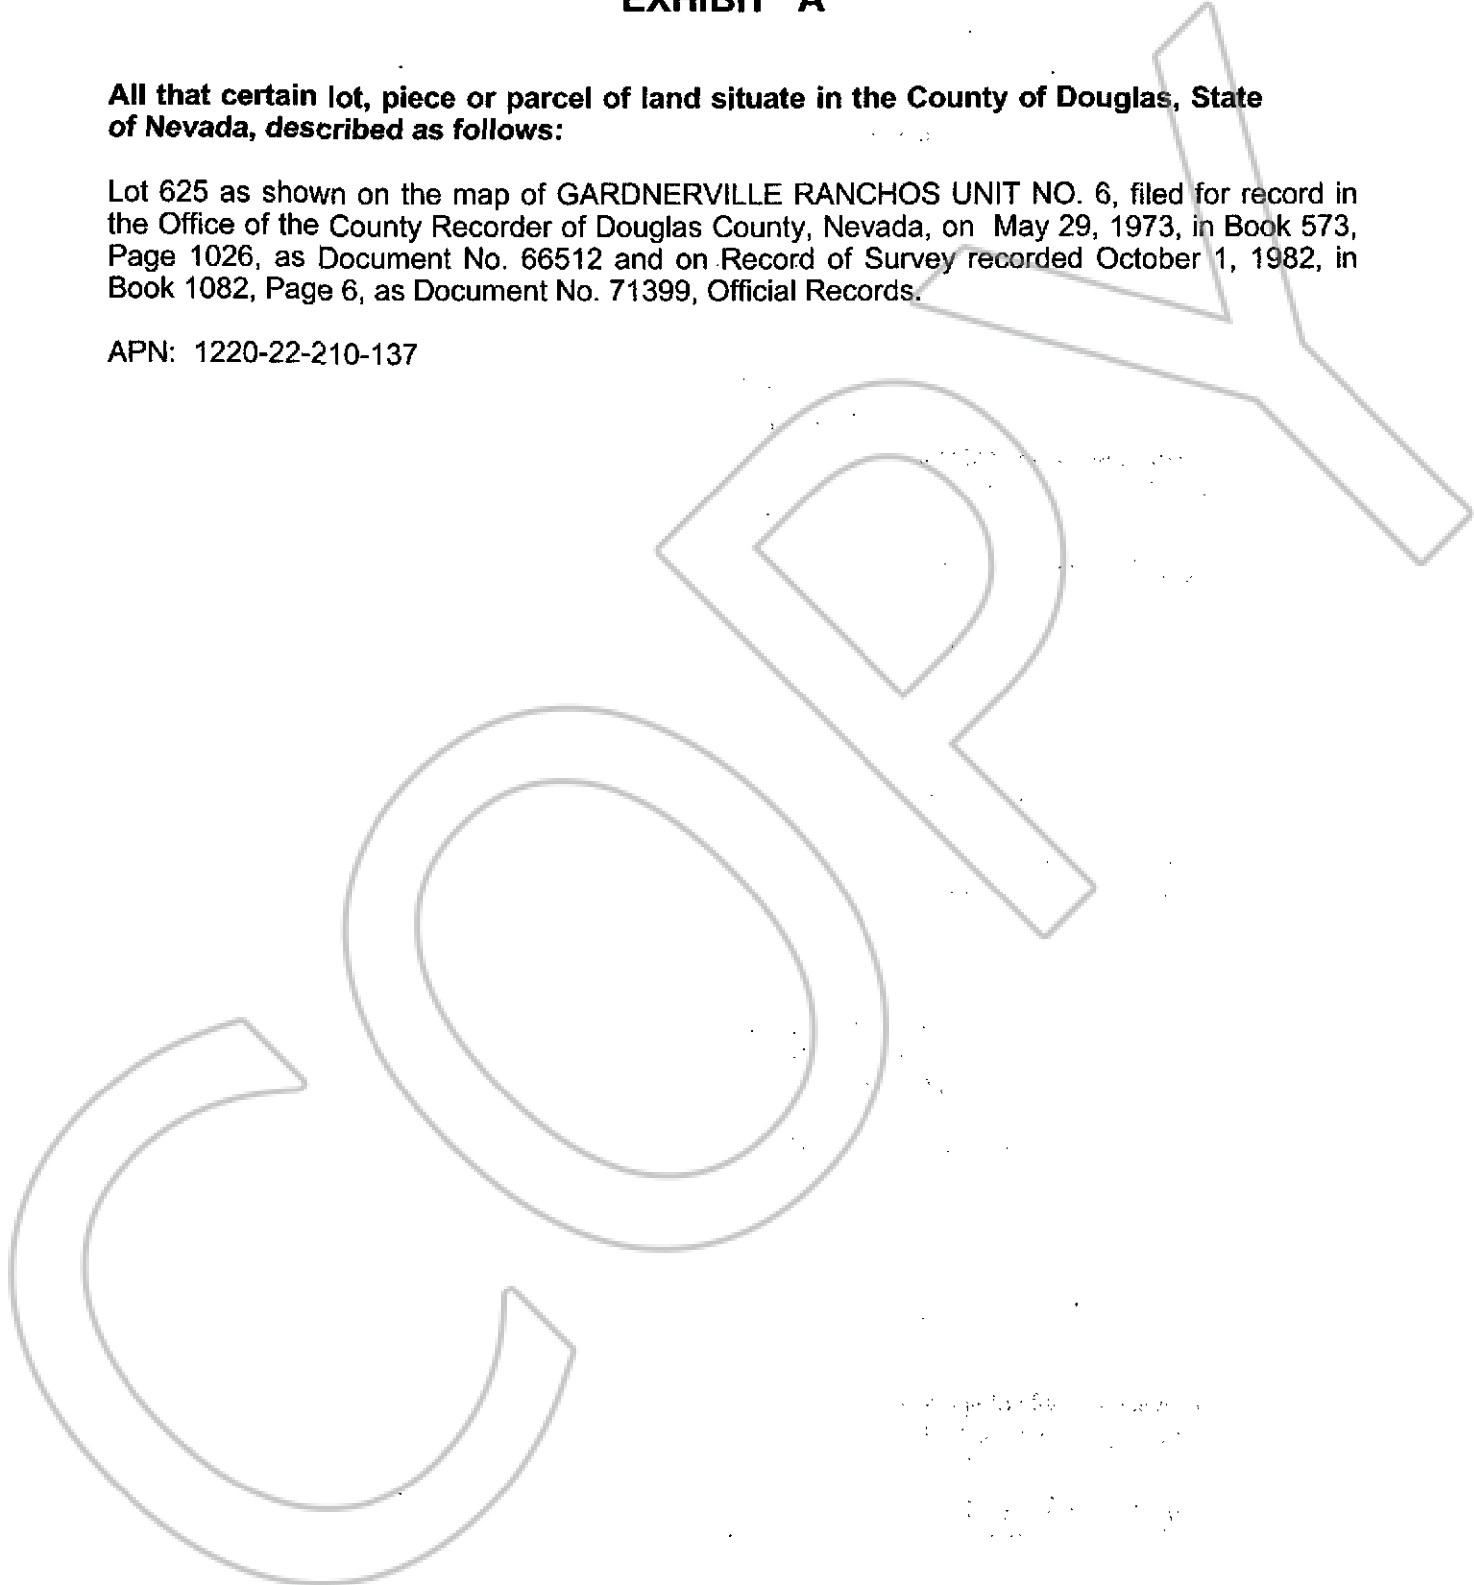 EXHIBIT "A"
All that certain lot, piece or parcel of land situate in the County of Douglas, State
of Nevada, described as follows:
Lot 625 as shown on the map of GARDNERVILLE RANCHOS UNIT NO. 6, filed for record in
the Office of the County Recorder of Douglas County, Nevada, on May 29, 1973, in Book 573,
Page 1026, as Document No. 66512 and on Record of Survey recorded October 1, 1982, in
Book 1082, Page 6, as Document No. 71399, Official Records.
APN: 1220-22-210-137
COPY